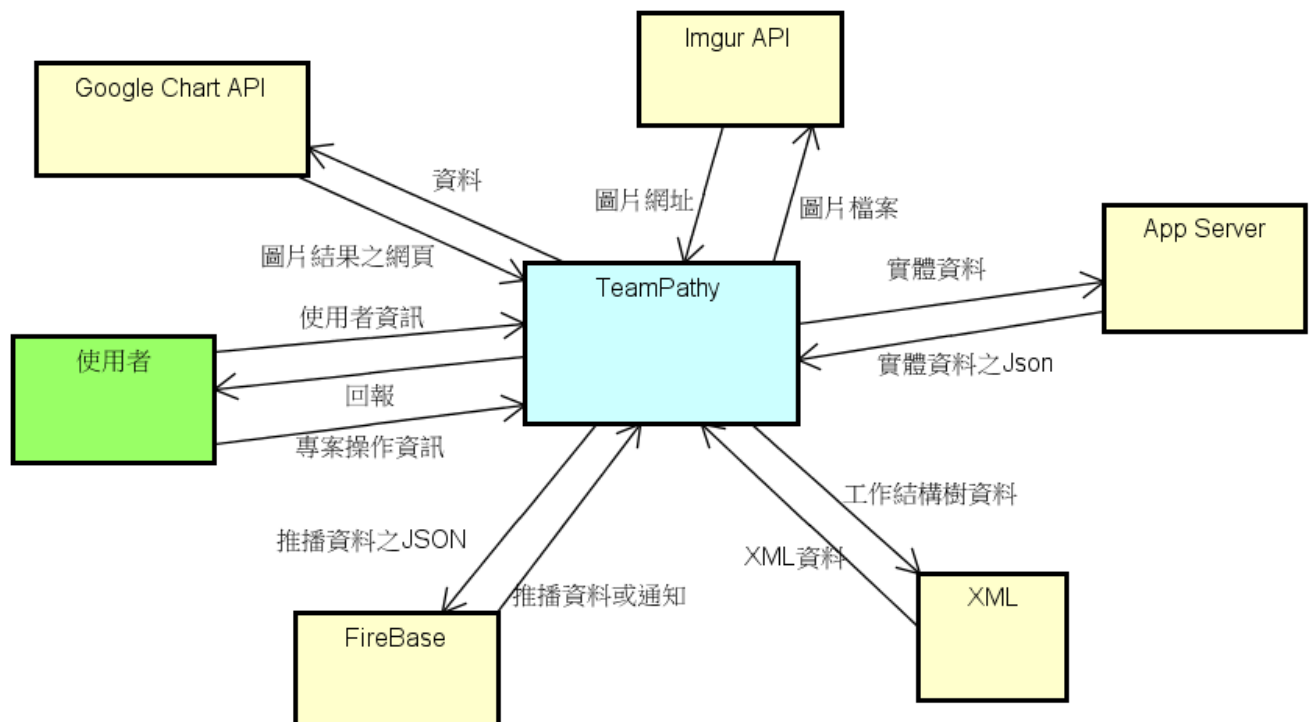 Imgur API
Google Chart API
資料
圖片網址
圖片檔案
App Server
圖片結果之網頁
實體資料
TeamPathy
使用者資訊
使用者
實體資料之Json
回報
專案操作資訊
工作結構樹資料
推播資料之JSON
XML資料
推播資料或通知
XML
FireBase